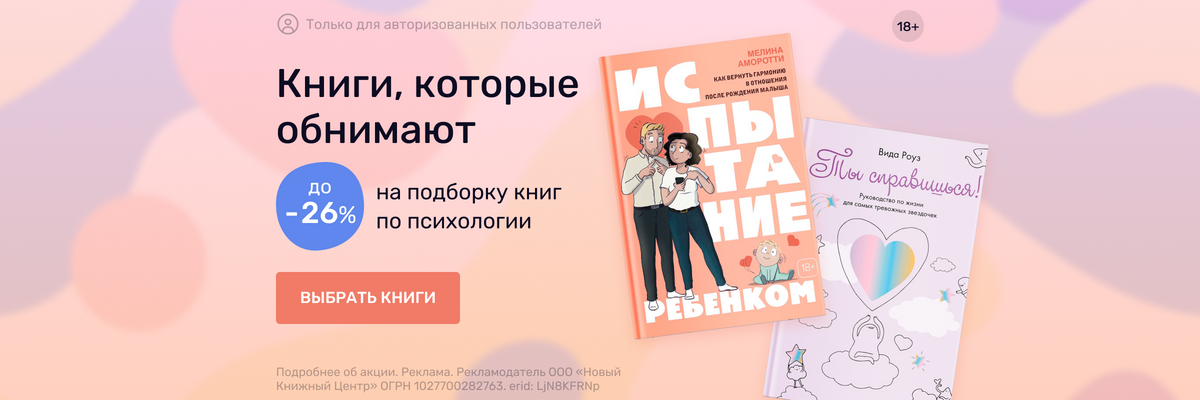 Только для авторизованных пользователей
18+
Книги, которые
обнимают
ДО
-26%
на подборку книг
по психологии
ВЫБРАТЬ КНИГИ
Подробнее об акции. Реклама. Рекламодатель ООО «Новый
Книжный Центр» ОГРН 1027700282763. erid: LjN8KFRNp
МЕЛИНА
АМОРОТТИ
КАК ВЕРНУТЬ ГАРМОНИЮ
В ОТНОШЕНИЯ
ПОСЛЕ РОЖДЕНИЯ МАЛЫША
ИС
ПЫ
ТА
НИЕ
РЕБЕНКОМ
18+
Вида Роуз
Ты справишься!
Руководство по жизни
для самых тревожных звездочек